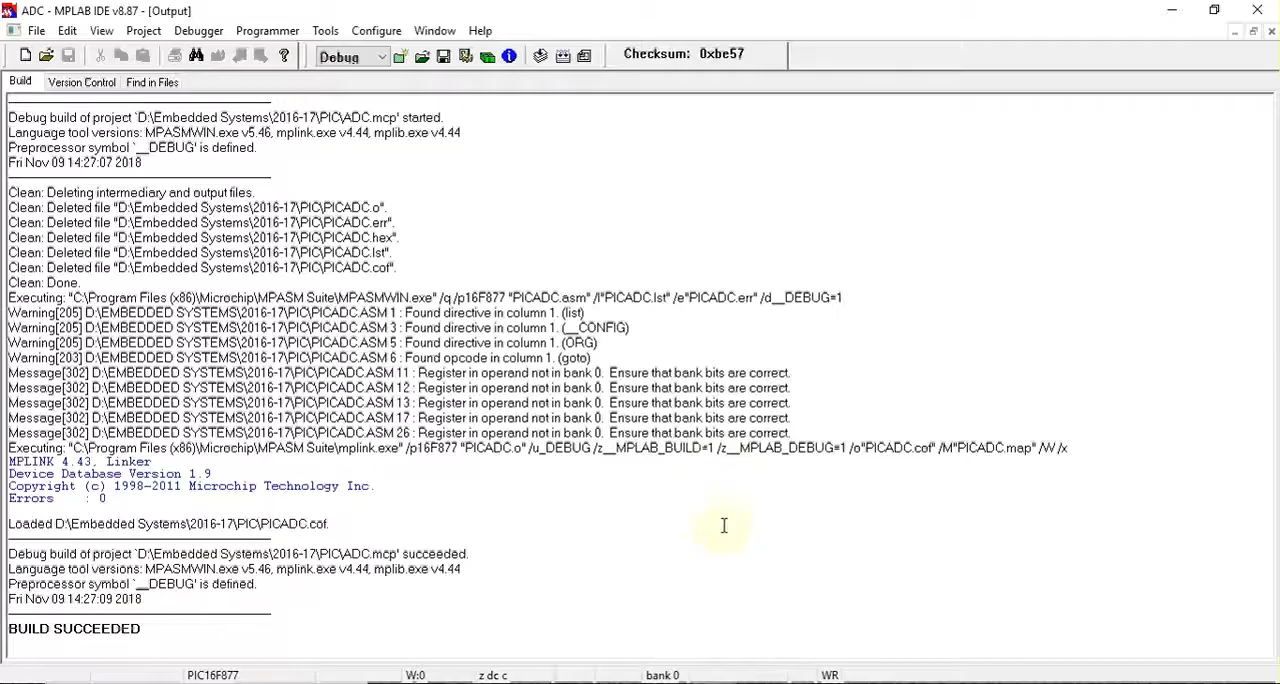 ADC - MPLAB IDE v8.87 - [Output]
File Edit View Project Debugger Programmer Tools Configure Window Help
Debug Checksum: 0xbe57
Build Version Control Find in Files
Debug build of project `D:\Embedded Systems\2016-17\PIC\ADC.mcp' started.
Language tool versions: MPASMWIN.exe v5.46, mplink.exe v4.44, mplib.exe v4.44
Preprocessor symbol `__DEBUG' is defined.
Fri Nov 09 14:27:07 2018
Clean: Deleting intermediary and output files.
Clean: Deleted file "D:\Embedded Systems\2016-17\PIC\PICADC.o".
Clean: Deleted file "D:\Embedded Systems\2016-17\PIC\PICADC.err".
Clean: Deleted file "D:\Embedded Systems\2016-17\PIC\PICADC.hex".
Clean: Deleted file "D:\Embedded Systems\2016-17\PIC\PICADC.lst".
Clean: Deleted file "D:\Embedded Systems\2016-17\PIC\PICADC.cof".
Clean: Done.
Executing: "C:\Program Files (x86)\Microchip\MPASM Suite\MPASMWIN.exe" /q /p16F877 "PICADC.asm" /l"PICADC.lst" /e"PICADC.err" /d__DEBUG=1
Warning[205] D:\EMBEDDED SYSTEMS\2016-17\PIC\PICADC.ASM 1 : Found directive in column 1. (list)
Warning[205] D:\EMBEDDED SYSTEMS\2016-17\PIC\PICADC.ASM 3 : Found directive in column 1. (__CONFIG)
Warning[205] D:\EMBEDDED SYSTEMS\2016-17\PIC\PICADC.ASM 5 : Found directive in column 1. (ORG)
Warning[203] D:\EMBEDDED SYSTEMS\2016-17\PIC\PICADC.ASM 6 : Found opcode in column 1. (goto)
Message[302] D:\EMBEDDED SYSTEMS\2016-17\PIC\PICADC.ASM 11 : Register in operand not in bank 0. Ensure that bank bits are correct.
Message[302] D:\EMBEDDED SYSTEMS\2016-17\PIC\PICADC.ASM 12 : Register in operand not in bank 0. Ensure that bank bits are correct.
Message[302] D:\EMBEDDED SYSTEMS\2016-17\PIC\PICADC.ASM 13 : Register in operand not in bank 0. Ensure that bank bits are correct.
Message[302] D:\EMBEDDED SYSTEMS\2016-17\PIC\PICADC.ASM 17 : Register in operand not in bank 0. Ensure that bank bits are correct.
Message[302] D:\EMBEDDED SYSTEMS\2016-17\PIC\PICADC.ASM 26 : Register in operand not in bank 0. Ensure that bank bits are correct.
Executing: "C:\Program Files (x86)\Microchip\MPASM Suite\mplink.exe" /p16F877 "PICADC.o" /u_DEBUG /z__MPLAB_BUILD=1 /z__MPLAB_DEBUG=1 /o"PICADC.cof" /M"PICADC.map" /W /x
MPLINK 4.43, Linker
Device Database Version 1.9
Copyright (c) 1998-2011 Microchip Technology Inc.
Errors : 0
Loaded D:\Embedded Systems\2016-17\PIC\PICADC.cof.
Debug build of project `D:\Embedded Systems\2016-17\PIC\ADC.mcp' succeeded.
Language tool versions: MPASMWIN.exe v5.46, mplink.exe v4.44, mplib.exe v4.44
Preprocessor symbol `__DEBUG' is defined.
Fri Nov 09 14:27:09 2018
BUILD SUCCEEDED
PIC16F877 W:0 z dc c bank 0 WR